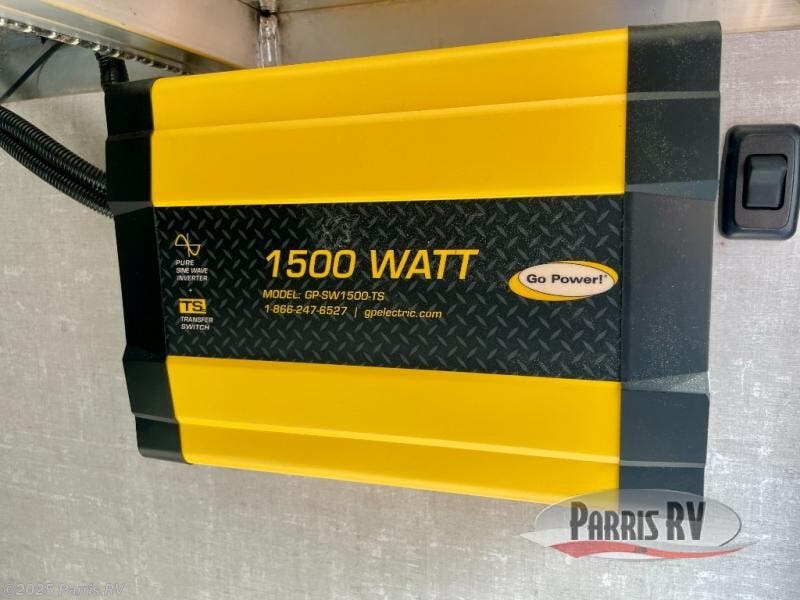 PURE
SINE WAVE
INVERTER
+
TS
TRANSFER
SWITCH
1500 WATT
MODEL: GP-SW1500-TS
1-866-247-6527 | gpelectric.com
Go Power!®
PARRIS RV
©2025 Parris RV